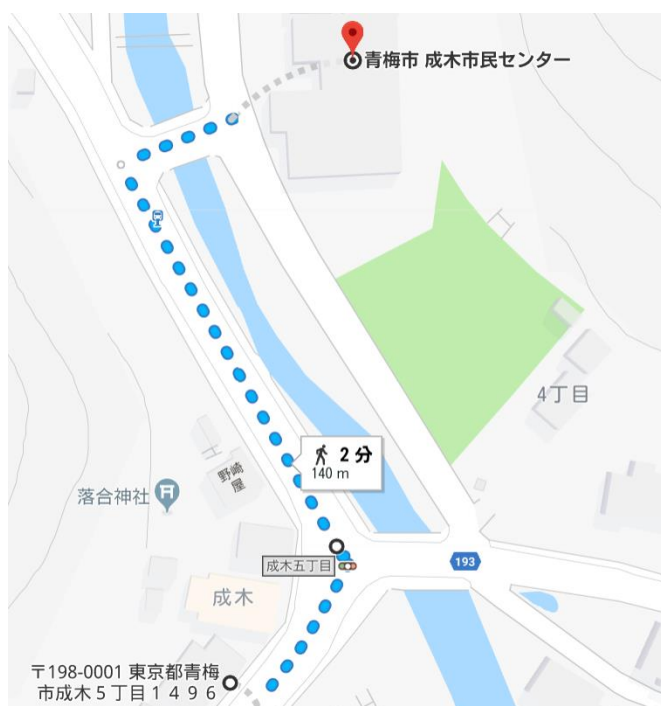 青梅市 成木市民センター
4丁目
2 分
140 m
野崎屋
落合神社
成木五丁目
193
成木
〒198-0001 東京都青梅
市成木５丁目１４９６